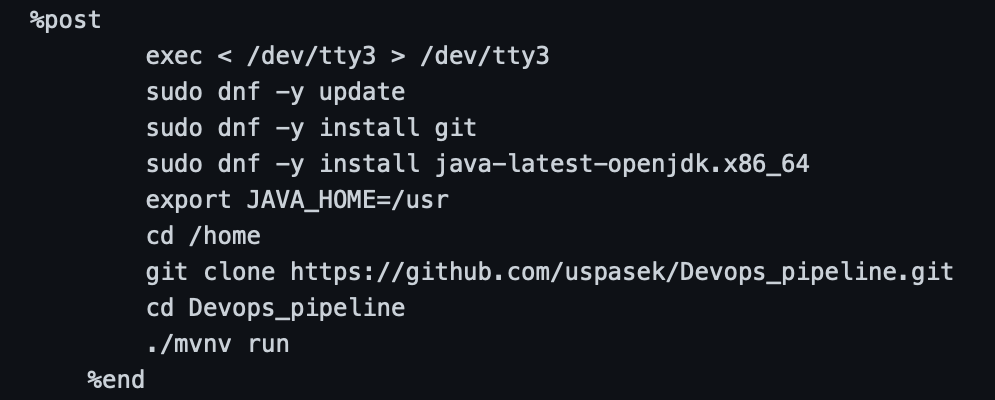 %post
exec < /dev/tty3 > /dev/tty3
sudo dnf -y update
sudo dnf -y install git
sudo dnf -y install java-latest-openjdk.x86_64
export JAVA_HOME=/usr
cd /home
git clone https://github.com/uspasek/Devops_pipeline.git
cd Devops_pipeline
./mvnv run
%end